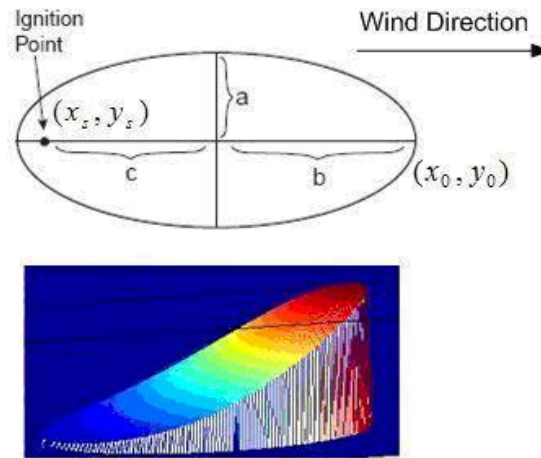 Ignition
Point
Wind Direction
(x_s, y_s)
a
c
b
(x_0, y_0)